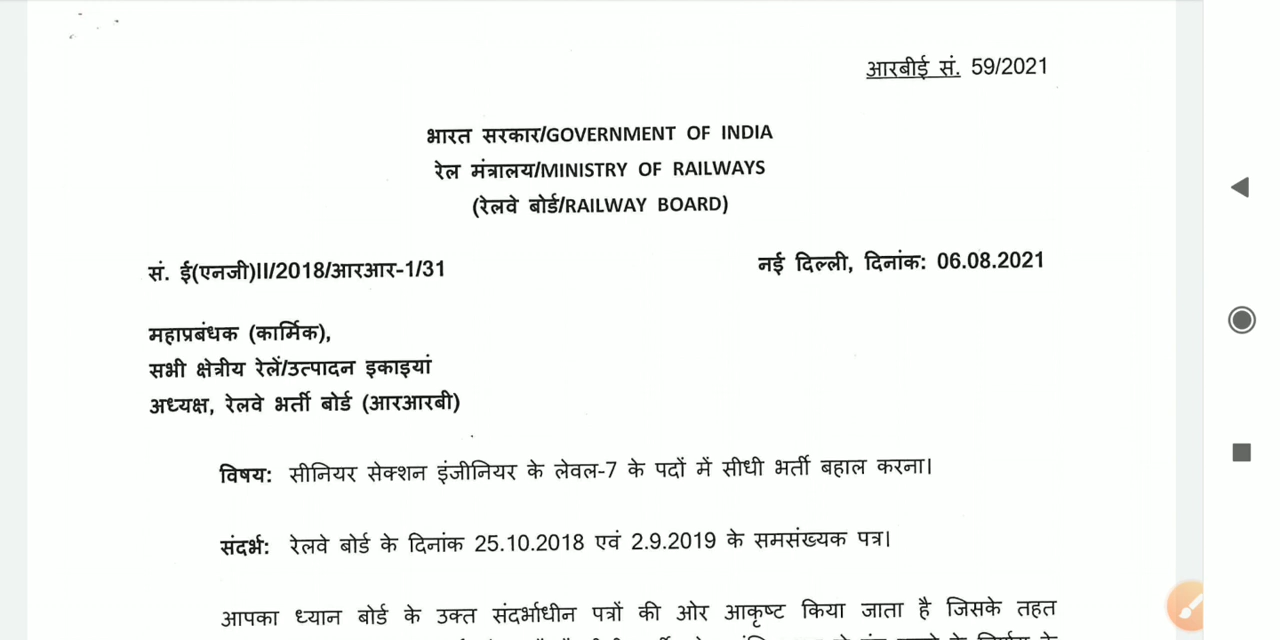 आरबीई सं. 59/2021
भारत सरकार/GOVERNMENT OF INDIA
रेल मंत्रालय/MINISTRY OF RAILWAYS
(रेलवे बोर्ड/RAILWAY BOARD)
सं. ई(एनजी)II/2018/आरआर-1/31 नई दिल्ली, दिनांक: 06.08.2021
महाप्रबंधक (कार्मिक),
सभी क्षेत्रीय रेलें/उत्पादन इकाइयां
अध्यक्ष, रेलवे भर्ती बोर्ड (आरआरबी)
विषय: सीनियर सेक्शन इंजीनियर के लेवल-7 के पदों में सीधी भर्ती बहाल करना।
संदर्भ: रेलवे बोर्ड के दिनांक 25.10.2018 एवं 2.9.2019 के समसंख्यक पत्र।
आपका ध्यान बोर्ड के उक्त संदर्भाधीन पत्रों की ओर आकृष्ट किया जाता है जिसके तहत